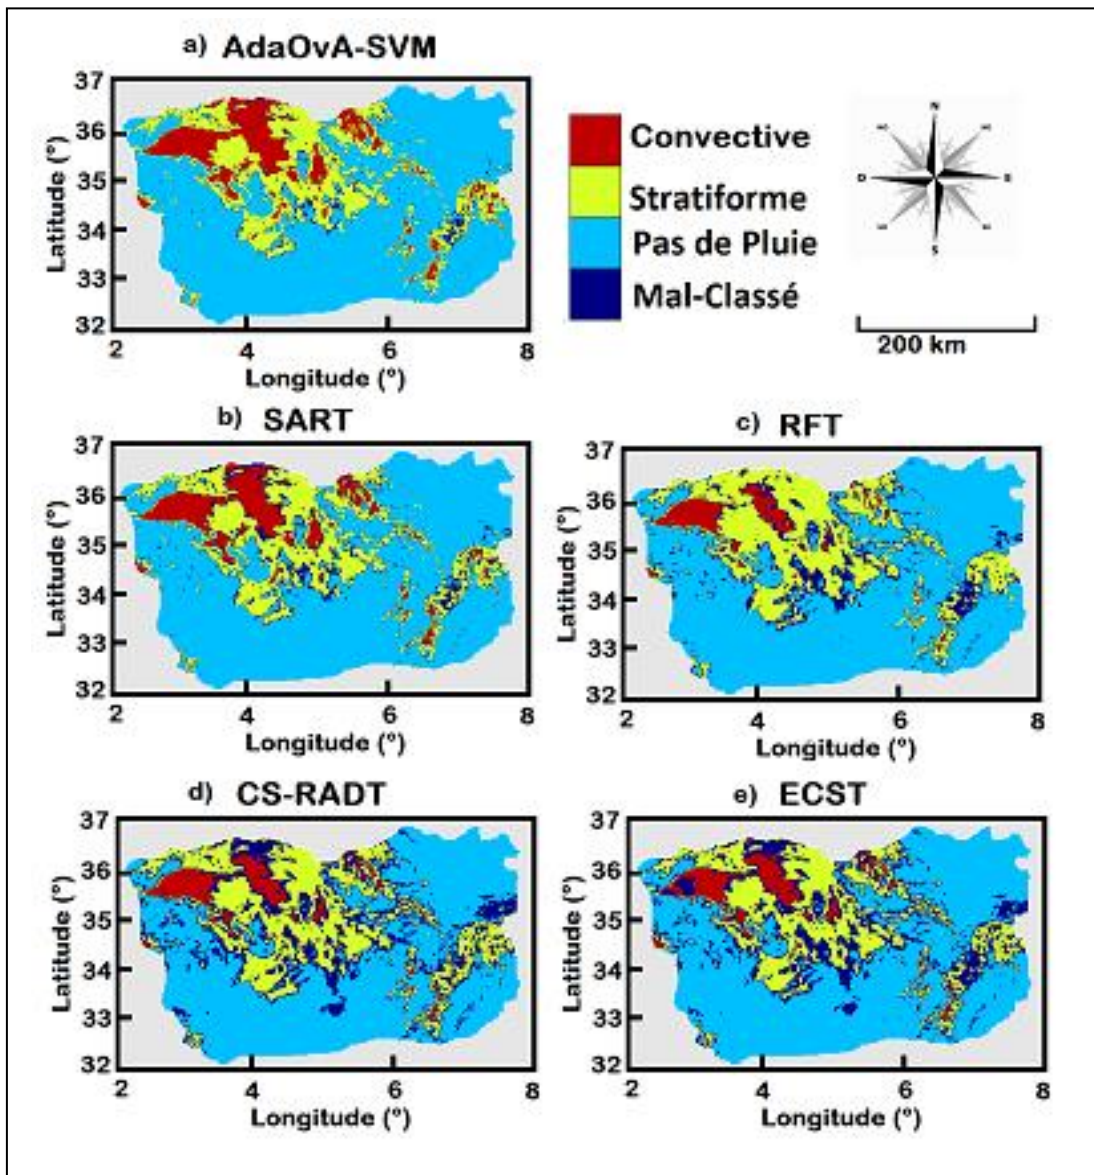 a) AdaOvA-SVM
37
36
35
34
33
32
2 4 6 8
Latitude (°)
Longitude (°)
Convective
Stratiforme
Pas de Pluie
Mal-Classé
N
S
200 km
b) SART
37
36
35
34
33
32
2 4 6 8
Latitude (°)
Longitude (°)
c) RFT
37
36
35
34
33
32
2 4 6 8
Latitude (°)
Longitude (°)
d) CS-RADT
37
36
35
34
33
32
2 4 6 8
Latitude (°)
Longitude (°)
e) ECST
37
36
35
34
33
32
2 4 6 8
Latitude (°)
Longitude (°)